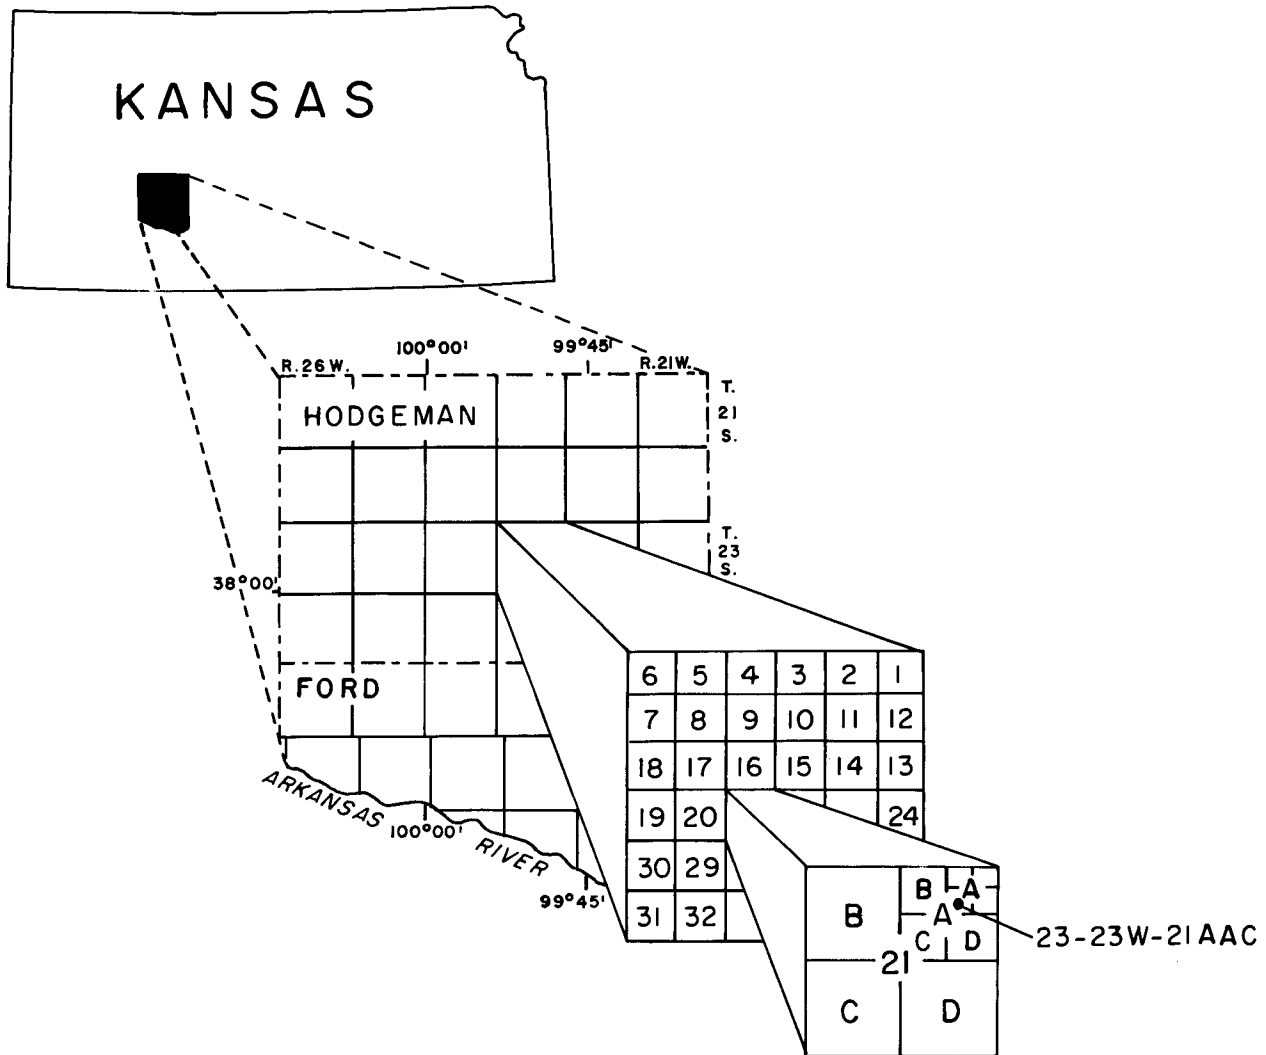 KANSAS
100°00' 99°45'
R.26W. R.21W.
T.
21
S.
HODGEMAN
T.
23
S.
38°00'
FORD
6 5 4 3 2 1
7 8 9 10 11 12
18 17 16 15 14 13
19 20 24
30 29
31 32
ARKANSAS RIVER
100°00'
99°45'
B A
B A
C D
21
C D
23-23W-21AAC